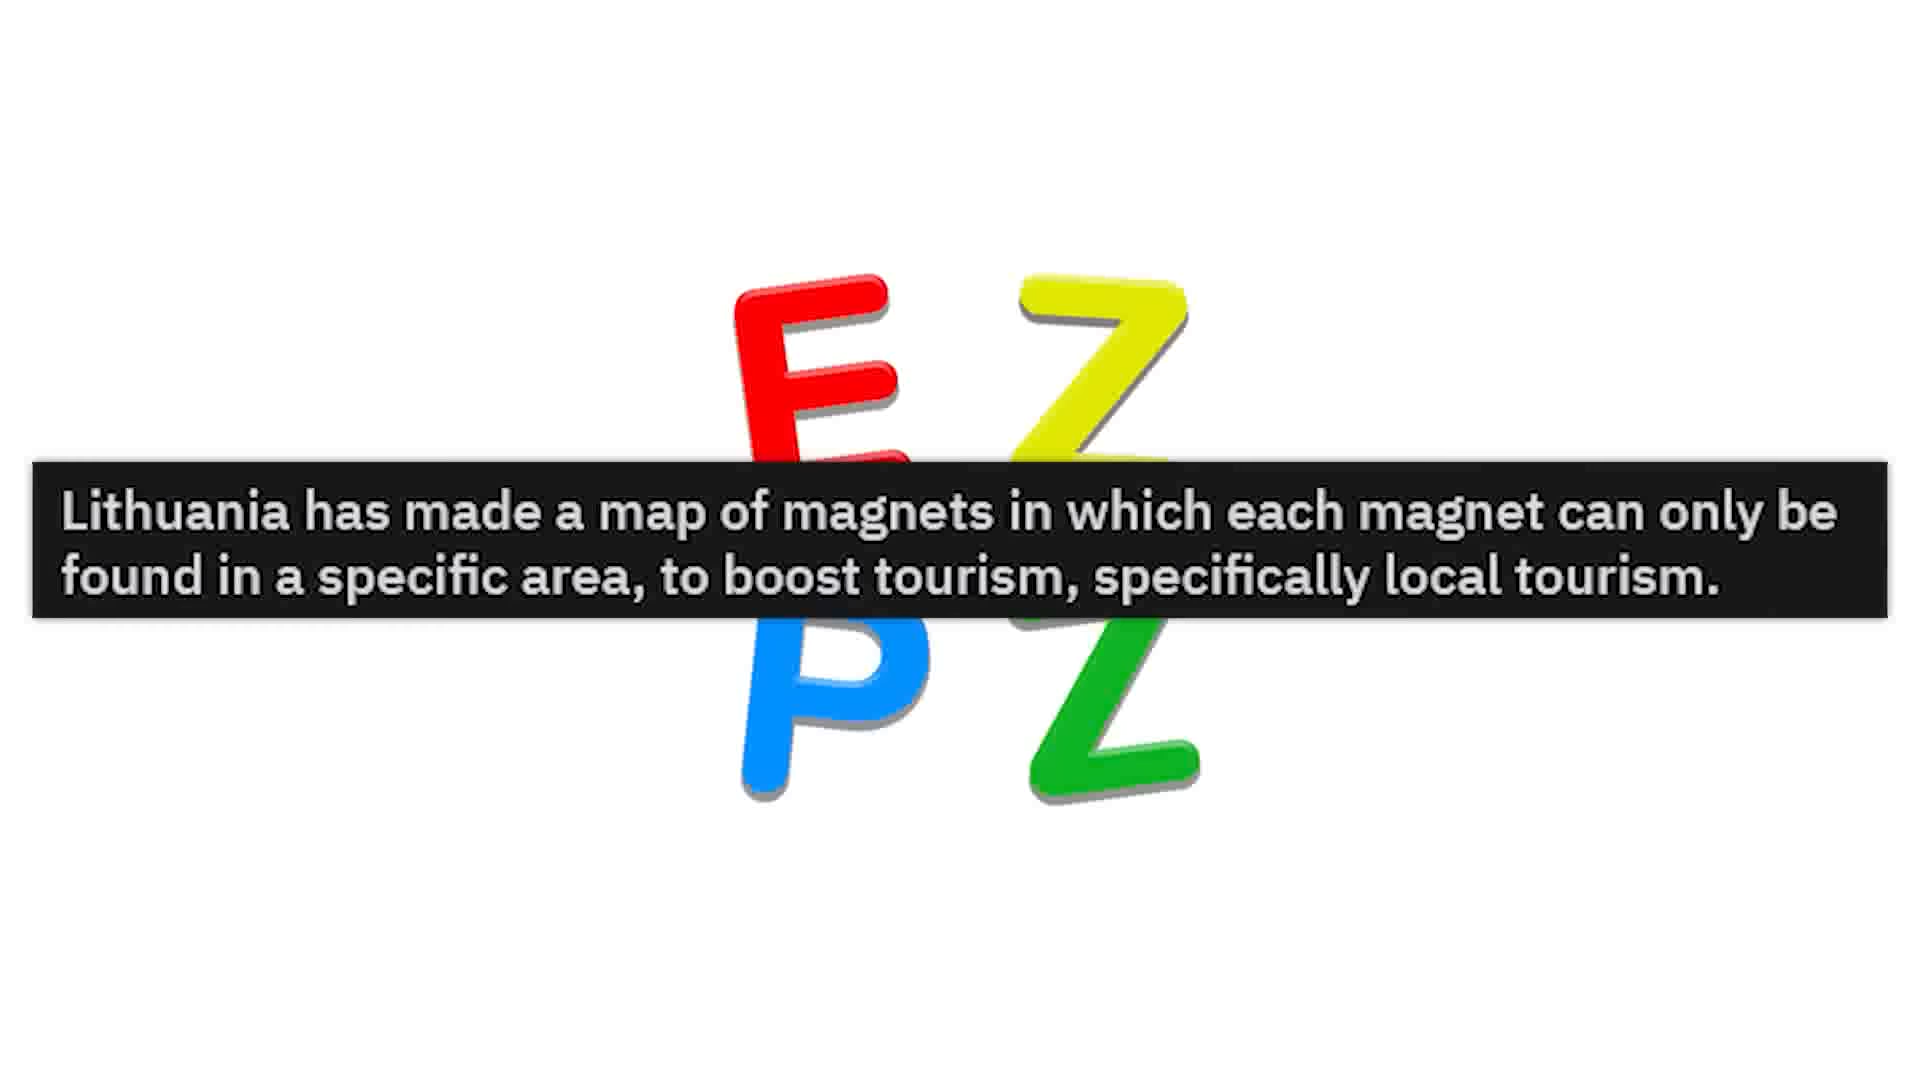 E Z
Lithuania has made a map of magnets in which each magnet can only be
found in a specific area, to boost tourism, specifically local tourism.
P Z